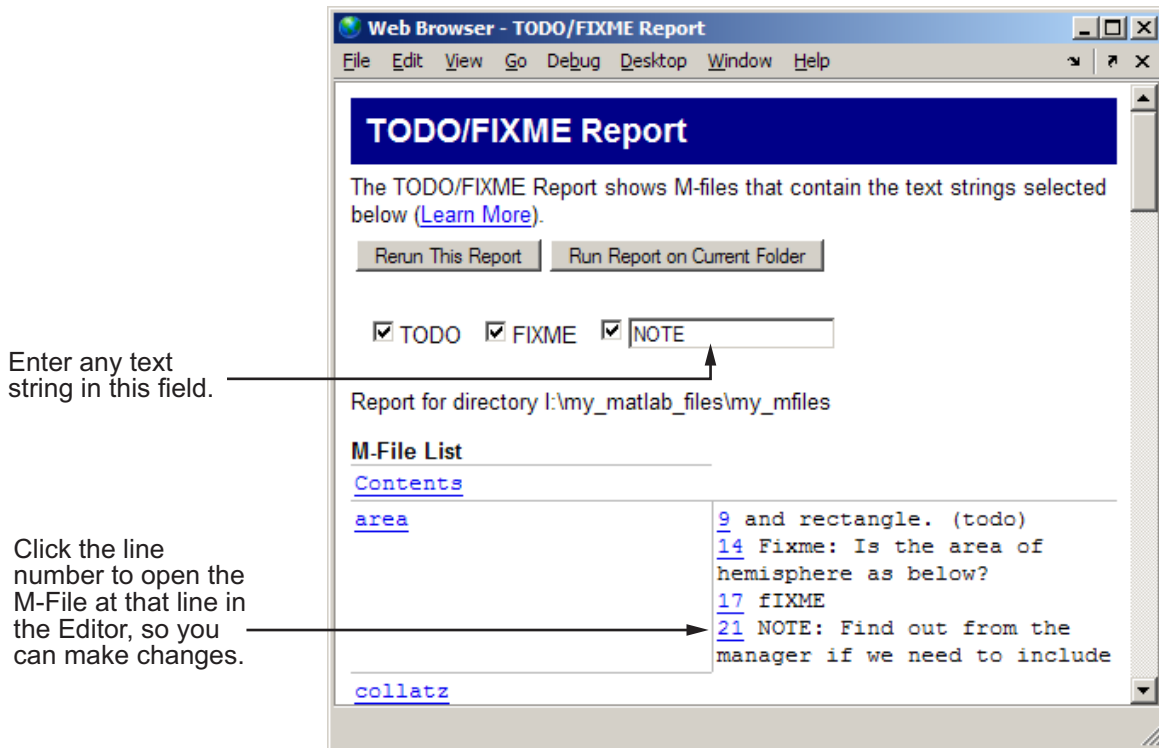 Web Browser - TODO/FIXME Report
File Edit View Go Debug Desktop Window Help
TODO/FIXME Report
The TODO/FIXME Report shows M-files that contain the text strings selected
below (Learn More).
Rerun This Report Run Report on Current Folder
TODO FIXME NOTE
Enter any text
string in this field.
Report for directory I:\my_matlab_files\my_mfiles
M-File List
Contents
area
9 and rectangle. (todo)
14 Fixme: Is the area of
hemisphere as below?
17 fIXME
21 NOTE: Find out from the
manager if we need to include
Click the line
number to open the
M-File at that line in
the Editor, so you
can make changes.
collatz